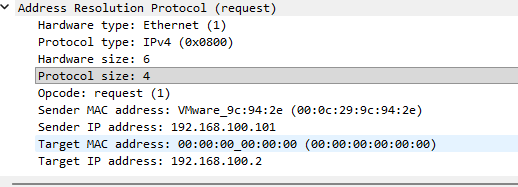 Address Resolution Protocol (request)
Hardware type: Ethernet (1)
Protocol type: IPv4 (0x0800)
Hardware size: 6
Protocol size: 4
Opcode: request (1)
Sender MAC address: VMware_9c:94:2e (00:0c:29:9c:94:2e)
Sender IP address: 192.168.100.101
Target MAC address: 00:00:00_00:00:00 (00:00:00:00:00:00)
Target IP address: 192.168.100.2